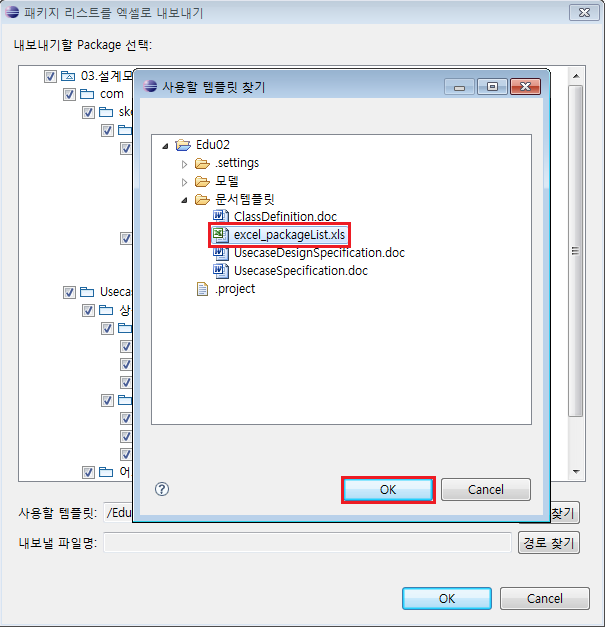 패키지 리스트를 엑셀로 내보내기
내보내기할 Package 선택:
03.설계모
com
ske
Usecas
상
어
사용할 템플릿 찾기
Edu02
.settings
모델
문서템플릿
ClassDefinition.doc
excel_packageList.xls
UsecaseDesignSpecification.doc
UsecaseSpecification.doc
.project
OK
Cancel
사용할 템플릿: /Edu
찾기
내보낼 파일명:
경로 찾기
OK
Cancel